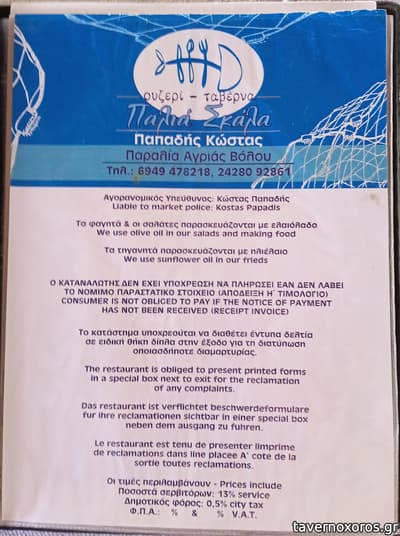 ουζερί - ταβέρνα
Παλιά Σκάλα
Παπαδής Κώστας
Παραλία Αγριάς Βόλου
Τηλ.: 6949 478218, 24280 92861
Αγορανομικός Υπεύθυνος: Κώστας Παπαδής
Liable to market police: Kostas Papadis
Τα φαγητά & οι σαλάτες παρασκευάζονται με ελαιόλαδο
We use olive oil in our salads and making food
Τα τηγανητά παρασκευάζονται με ηλιέλαιο
We use sunflower oil in our frieds
Ο ΚΑΤΑΝΑΛΩΤΗΣ ΔΕΝ ΕΧΕΙ ΥΠΟΧΡΕΩΣΗ ΝΑ ΠΛΗΡΩΣΕΙ ΕΑΝ ΔΕΝ ΛΑΒΕΙ
ΤΟ ΝΟΜΙΜΟ ΠΑΡΑΣΤΑΤΙΚΟ ΣΤΟΙΧΕΙΟ (ΑΠΟΔΕΙΞΗ Η΄ ΤΙΜΟΛΟΓΙΟ)
CONSUMER IS NOT OBLIGED TO PAY IF THE NOTICE OF PAYMENT
HAS NOT BEEN RECEIVED (RECEIPT INVOICE)
Το κατάστημα υποχρεούται να διαθέτει έντυπα δελτία
σε ειδική θήκη δίπλα στην έξοδο για τη διατύπωση
οποιασδήποτε διαμαρτυρίας.
The restaurant is obliged to present printed forms
in a special box next to exit for the reclamation
of any complaints.
Das restaurant ist verflichtet beschwerdeformulare
fur ihre reclamationen sichtbar in einer special box
neben dem ausgang zu fuhren.
Le restaurant est tenu de presenter limprime
de reclamations dans line placee A' cote de la
sortie toutes reclamations.
Οι τιμές περιλαμβάνουν - Prices include
Ποσοστά σερβιτόρων: 13% service
Δημοτικός φόρος: 0,5% city tax
Φ.Π.Α.: % & % V.A.T.
tavernoxoros.gr